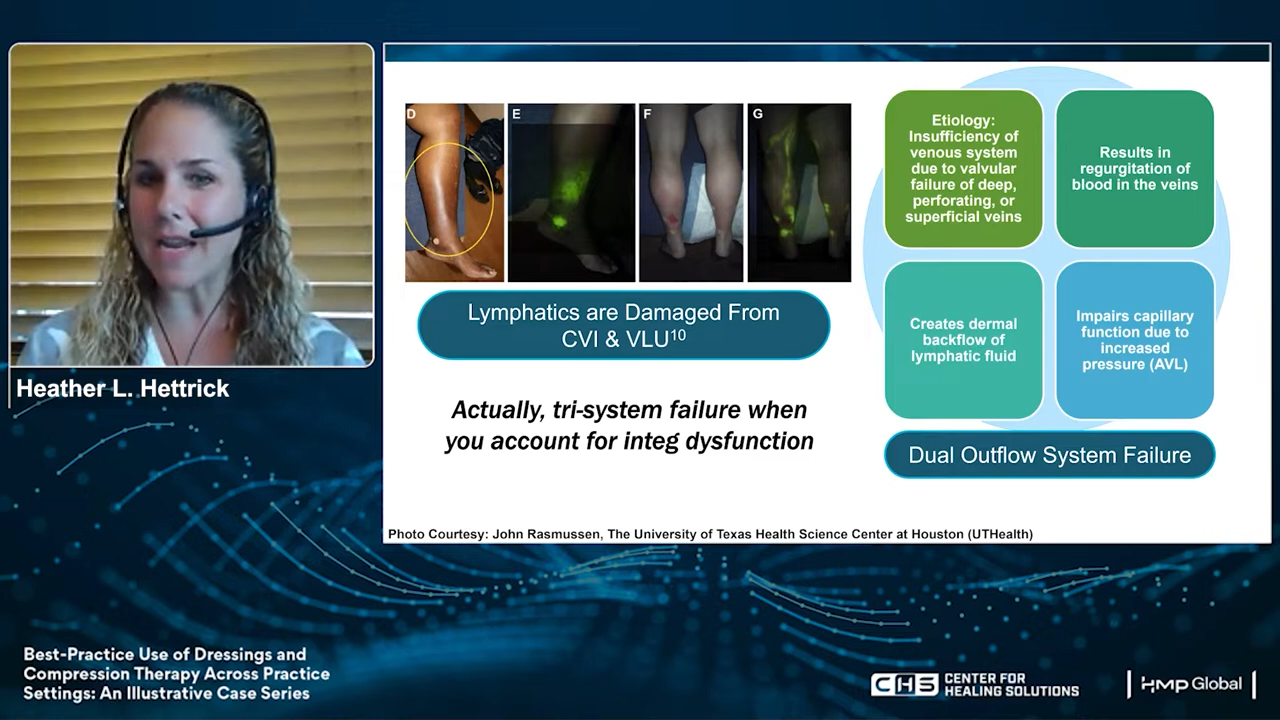 Heather L. Hettrick
D
E
F
G
Lymphatics are Damaged From
CVI & VLU10
Actually, tri-system failure when
you account for integ dysfunction
Etiology:
Insufficiency of
venous system
due to valvular
failure of deep,
perforating, or
superficial veins
Results in
regurgitation of
blood in the veins
Creates dermal
backflow of
lymphatic fluid
Impairs capillary
function due to
increased
pressure (AVL)
Dual Outflow System Failure
Photo Courtesy: John Rasmussen, The University of Texas Health Science Center at Houston (UTHealth)
Best-Practice Use of Dressings and
Compression Therapy Across Practice
Settings: An Illustrative Case Series
CHS CENTER FOR
HEALING SOLUTIONS
HMP Global